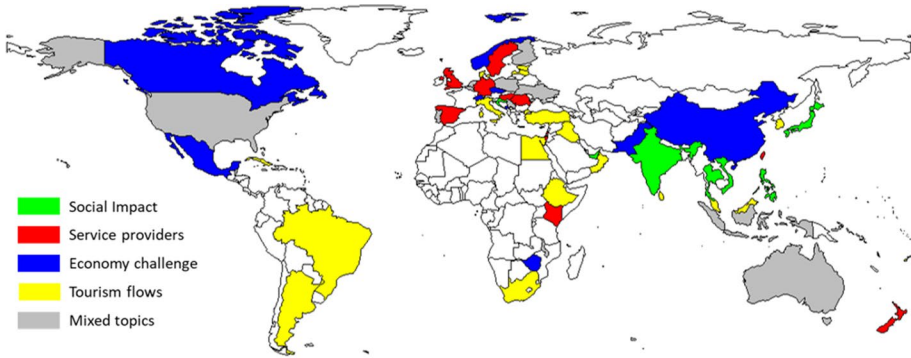 Social Impact
Service providers
Economy challenge
Tourism flows
Mixed topics